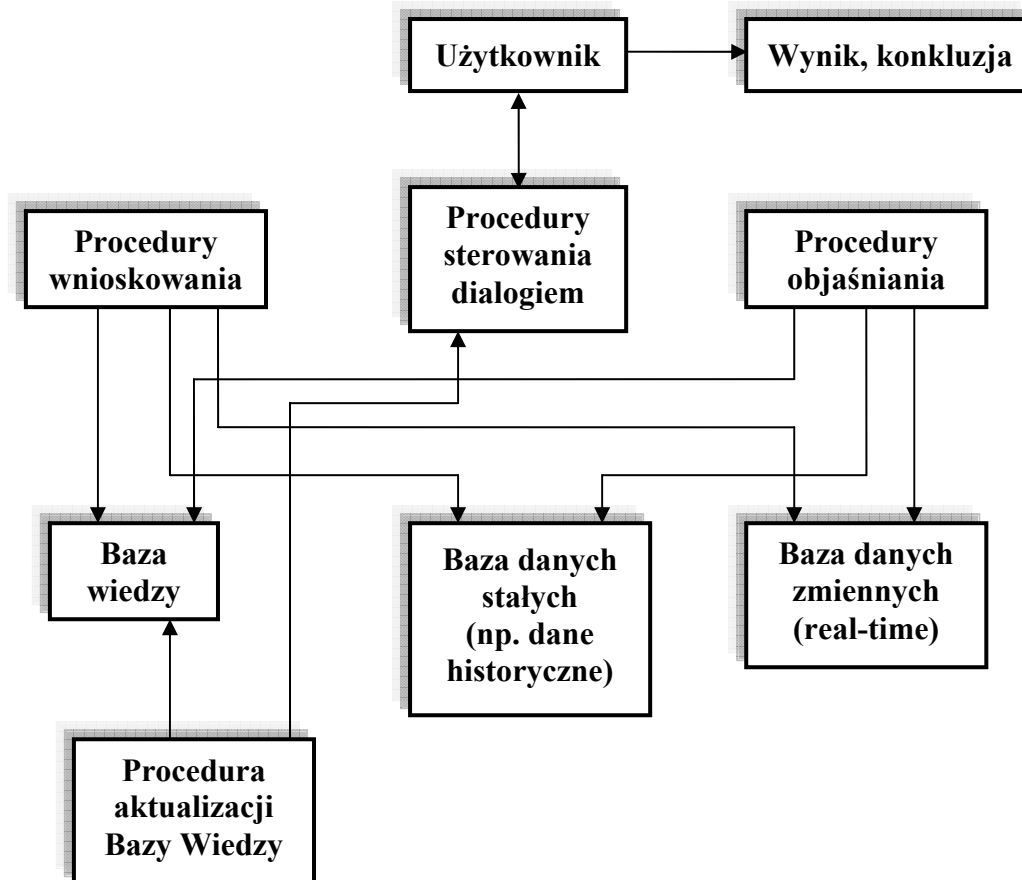 Użytkownik
Wynik, konkluzja
Procedury
wnioskowania
Procedury
sterowania
dialogiem
Procedury
objaśniania
Baza
wiedzy
Baza danych
stałych
(np. dane
historyczne)
Baza danych
zmiennych
(real-time)
Procedura
aktualizacji
Bazy Wiedzy